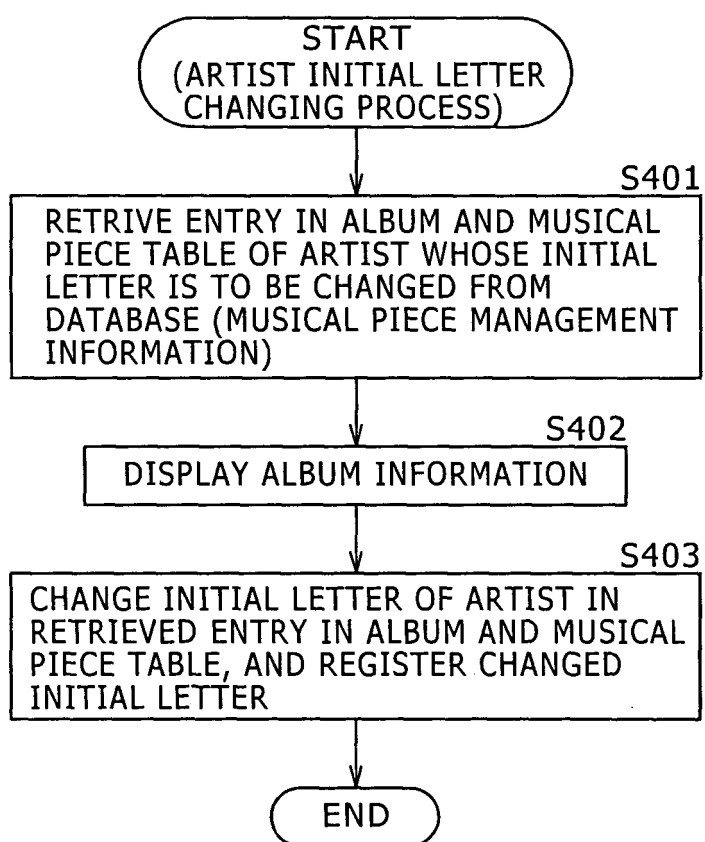 START
(ARTIST INITIAL LETTER
CHANGING PROCESS)
S401
RETRIVE ENTRY IN ALBUM AND MUSICAL
PIECE TABLE OF ARTIST WHOSE INITIAL
LETTER IS TO BE CHANGED FROM
DATABASE (MUSICAL PIECE MANAGEMENT
INFORMATION)
S402
DISPLAY ALBUM INFORMATION
S403
CHANGE INITIAL LETTER OF ARTIST IN
RETRIEVED ENTRY IN ALBUM AND MUSICAL
PIECE TABLE, AND REGISTER CHANGED
INITIAL LETTER
END